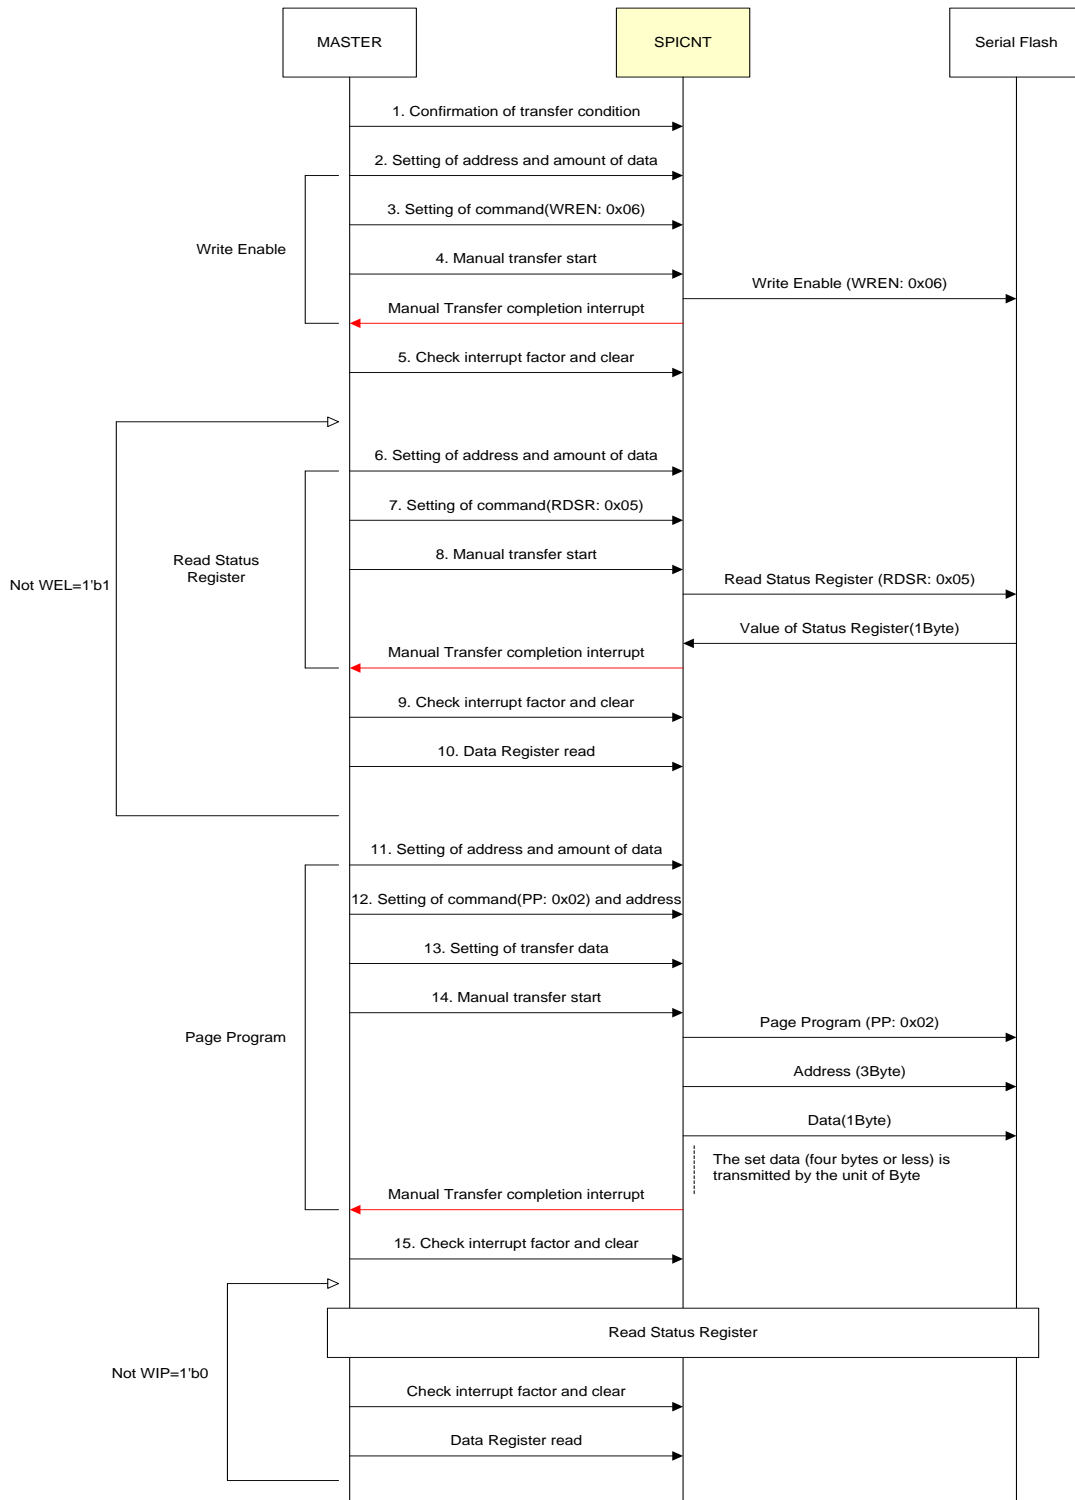 MASTER
SPICNT
Serial Flash
1. Confirmation of transfer condition
2. Setting of address and amount of data
3. Setting of command(WREN: 0x06)
Write Enable
4. Manual transfer start
Write Enable (WREN: 0x06)
Manual Transfer completion interrupt
5. Check interrupt factor and clear
6. Setting of address and amount of data
7. Setting of command(RDSR: 0x05)
8. Manual transfer start
Read Status
Register
Not WEL=1'b1
Read Status Register (RDSR: 0x05)
Value of Status Register(1Byte)
Manual Transfer completion interrupt
9. Check interrupt factor and clear
10. Data Register read
11. Setting of address and amount of data
12. Setting of command(PP: 0x02) and address
13. Setting of transfer data
14. Manual transfer start
Page Program
Page Program (PP: 0x02)
Address (3Byte)
Data(1Byte)
The set data (four bytes or less) is
transmitted by the unit of Byte
Manual Transfer completion interrupt
15. Check interrupt factor and clear
Read Status Register
Not WIP=1'b0
Check interrupt factor and clear
Data Register read